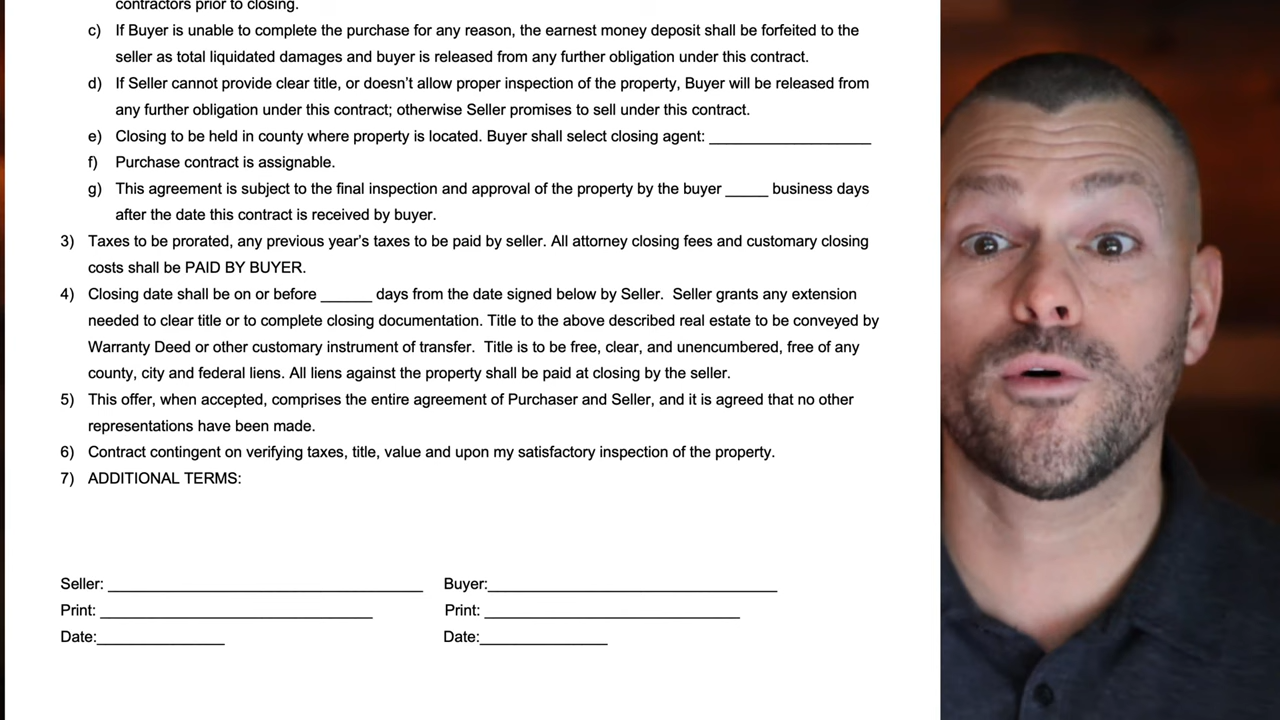 contractors prior to closing.
c) If Buyer is unable to complete the purchase for any reason, the earnest money deposit shall be forfeited to the
seller as total liquidated damages and buyer is released from any further obligation under this contract.
d) If Seller cannot provide clear title, or doesn’t allow proper inspection of the property, Buyer will be released from
any further obligation under this contract; otherwise Seller promises to sell under this contract.
e) Closing to be held in county where property is located. Buyer shall select closing agent: ____________________
f) Purchase contract is assignable.
g) This agreement is subject to the final inspection and approval of the property by the buyer _____ business days
after the date this contract is received by buyer.
3) Taxes to be prorated, any previous year’s taxes to be paid by seller. All attorney closing fees and customary closing
costs shall be PAID BY BUYER.
4) Closing date shall be on or before ______ days from the date signed below by Seller.  Seller grants any extension
needed to clear title or to complete closing documentation. Title to the above described real estate to be conveyed by
Warranty Deed or other customary instrument of transfer.  Title is to be free, clear, and unencumbered, free of any
county, city and federal liens. All liens against the property shall be paid at closing by the seller.
5) This offer, when accepted, comprises the entire agreement of Purchaser and Seller, and it is agreed that no other
representations have been made.
6) Contract contingent on verifying taxes, title, value and upon my satisfactory inspection of the property.
7) ADDITIONAL TERMS:
Seller: _____________________________________ Buyer:__________________________________
Print: ________________________________ Print: ______________________________
Date:_______________ Date:_______________